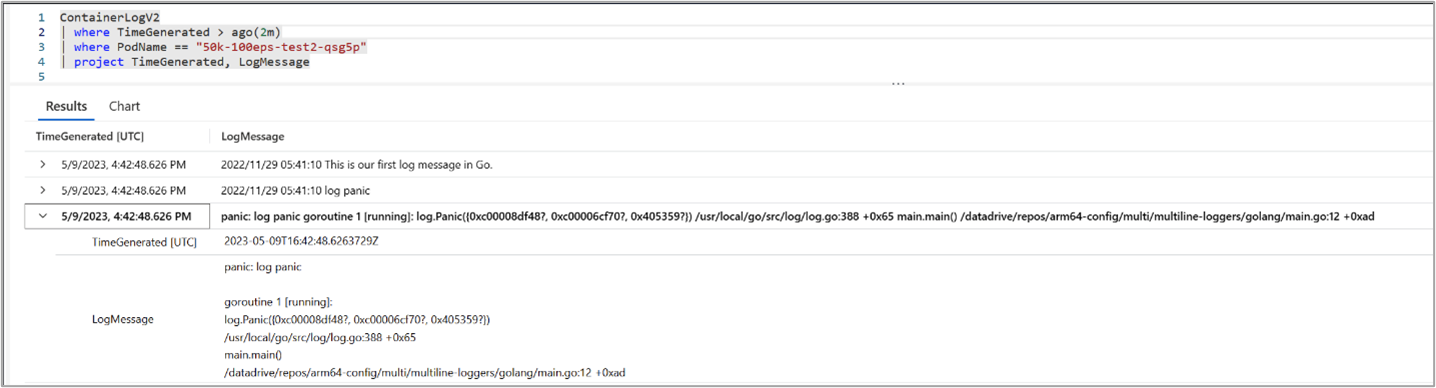 1 ContainerLogV2
2 | where TimeGenerated > ago(2m)
3 | where PodName == "50k-100eps-test2-qsg5p"
4 | project TimeGenerated, LogMessage
5
...
Results Chart
TimeGenerated [UTC] LogMessage
5/9/2023, 4:42:48.626 PM 2022/11/29 05:41:10 This is our first log message in Go.
5/9/2023, 4:42:48.626 PM 2022/11/29 05:41:10 log panic
5/9/2023, 4:42:48.626 PM panic: log panic goroutine 1 [running]: log.Panic({0xc00008df48?, 0xc00006cf70?, 0x405359?}) /usr/local/go/src/log/log.go:388 +0x65 main.main() /datadrive/repos/arm64-config/multi/multiline-loggers/golang/main.go:12 +0xad
TimeGenerated [UTC] 2023-05-09T16:42:48.6263729Z
LogMessage
panic: log panic
goroutine 1 [running]:
log.Panic({0xc00008df48?, 0xc00006cf70?, 0x405359?})
/usr/local/go/src/log/log.go:388 +0x65
main.main()
/datadrive/repos/arm64-config/multi/multiline-loggers/golang/main.go:12 +0xad